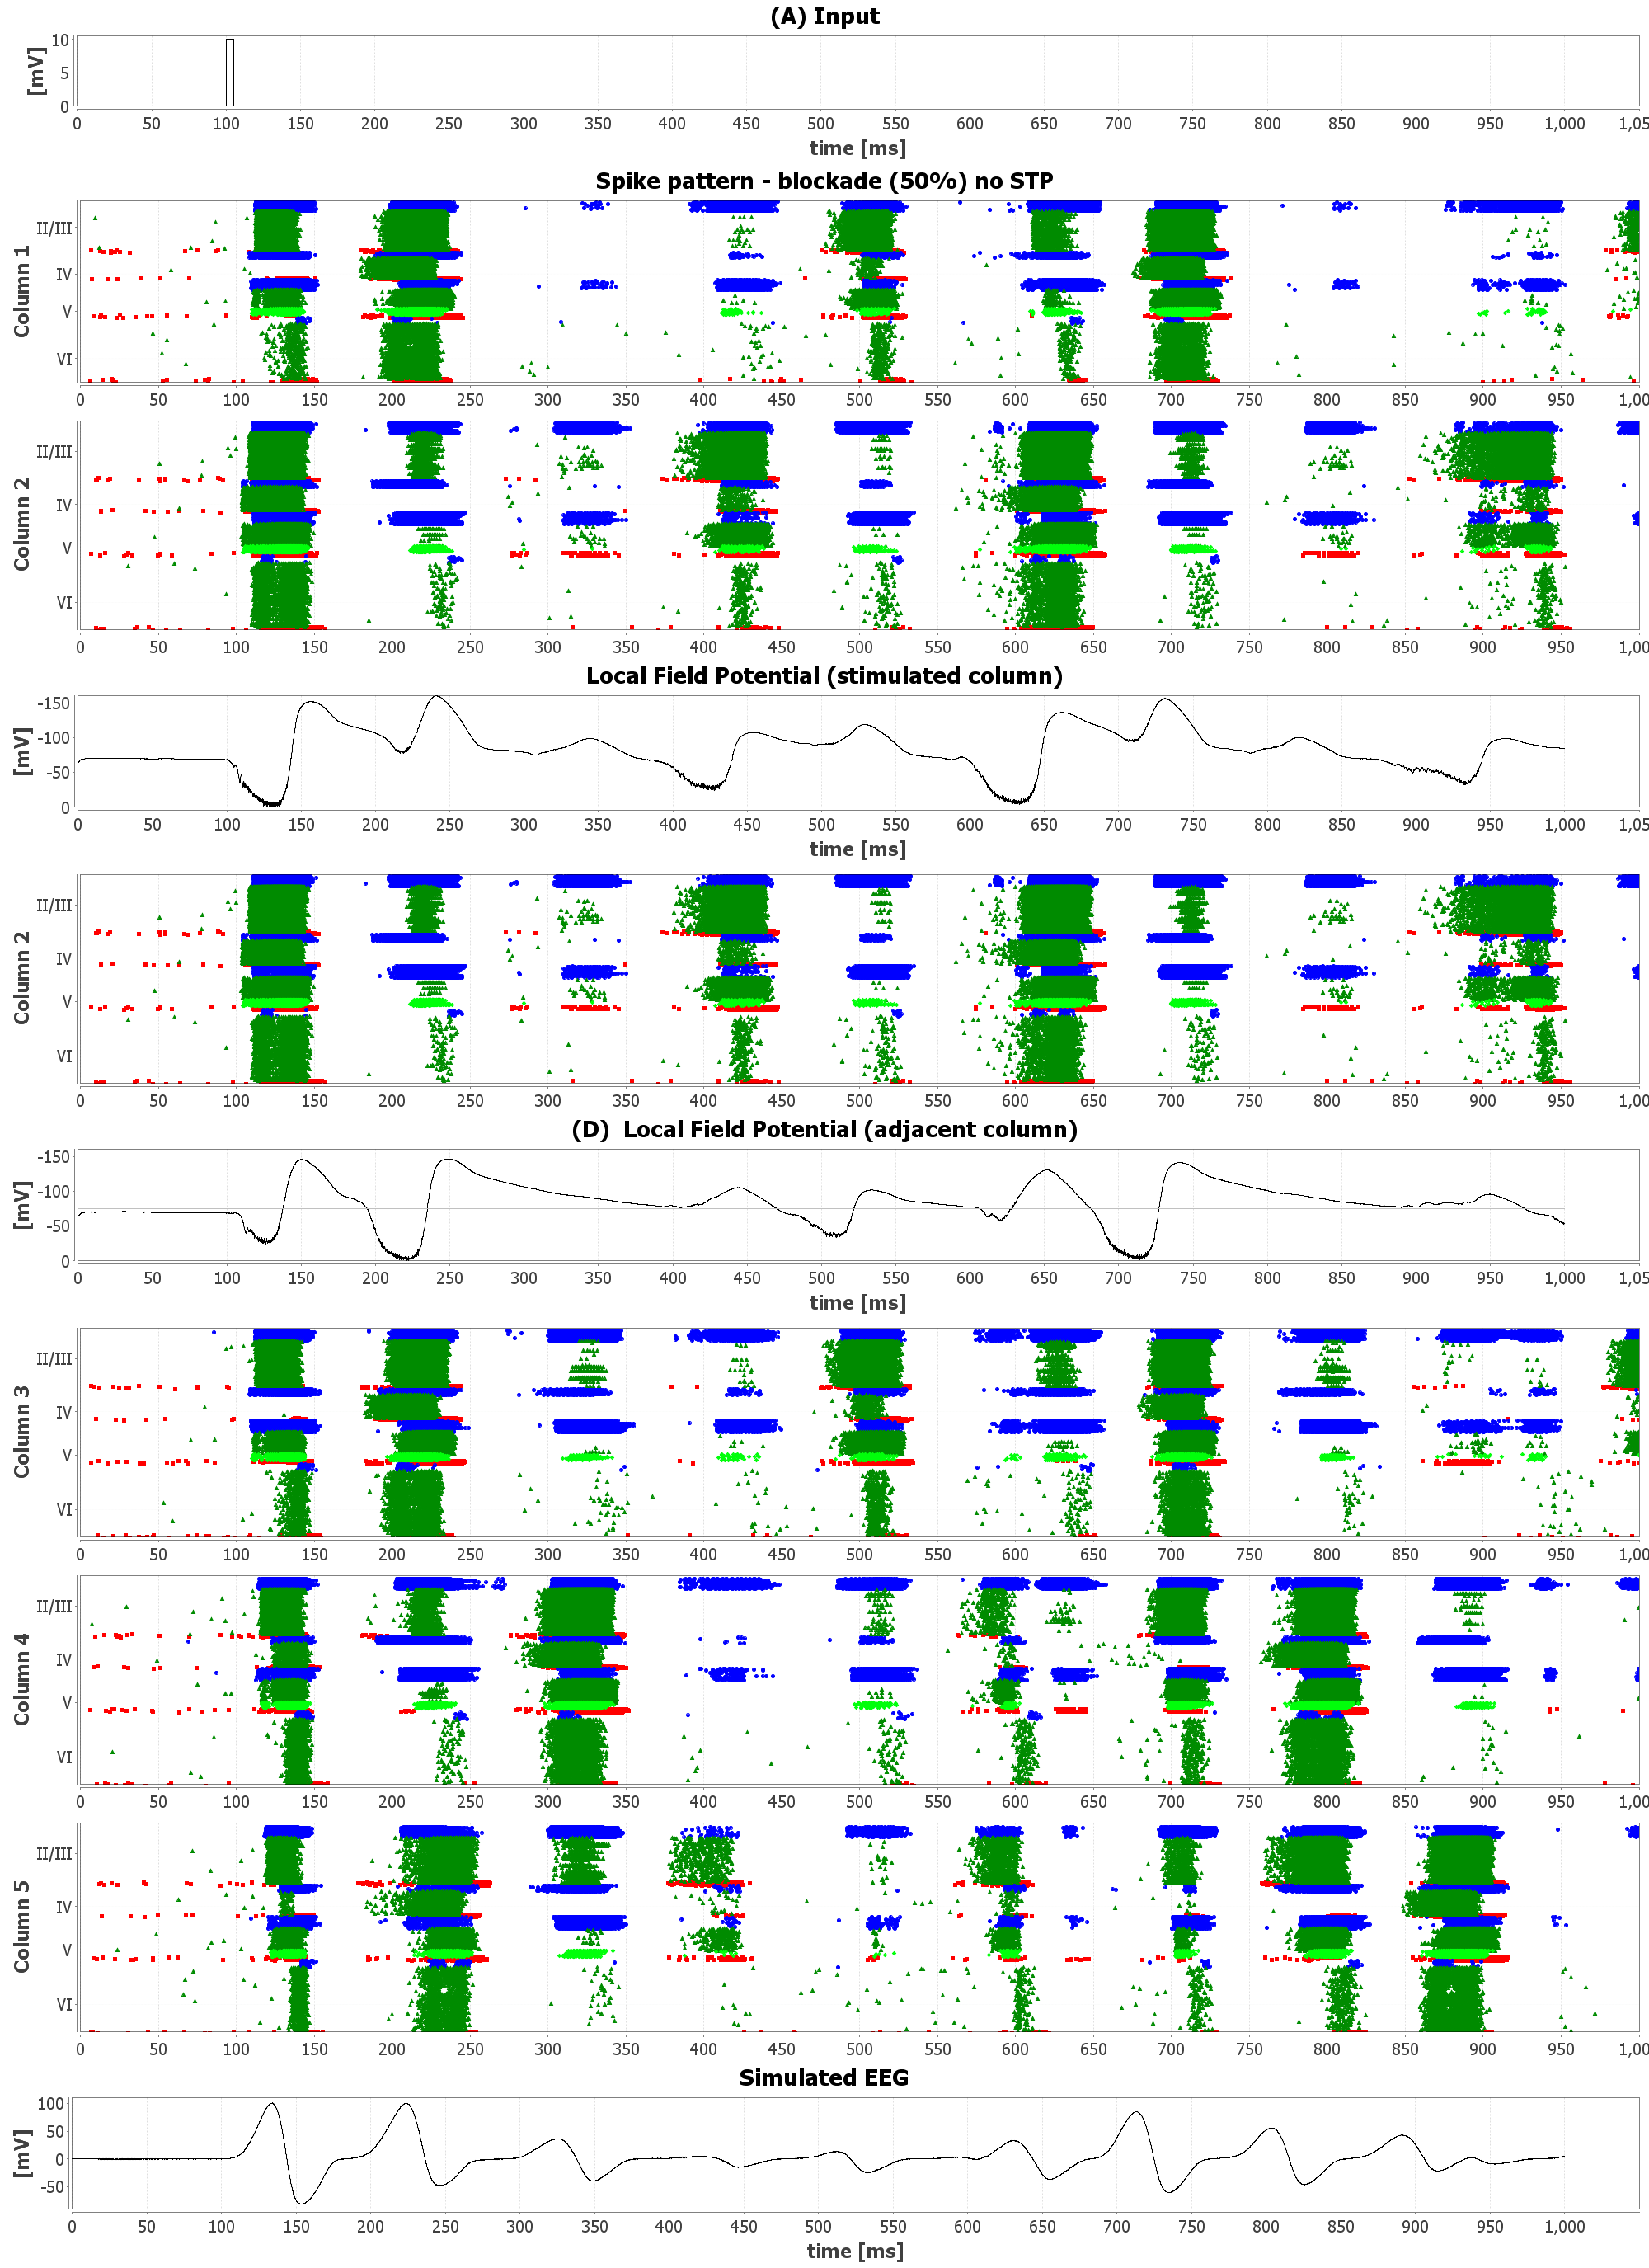 (A) Input
[mV]
10
5
0
0 50 100 150 200 250 300 350 400 450 500 550 600 650 700 750 800 850 900 950 1,000 1,05
time [ms]
Spike pattern - blockade (50%) no STP
Column 1
II/III
IV
V
VI
0 50 100 150 200 250 300 350 400 450 500 550 600 650 700 750 800 850 900 950 1,00
Column 2
II/III
IV
V
VI
0 50 100 150 200 250 300 350 400 450 500 550 600 650 700 750 800 850 900 950 1,00
Local Field Potential (stimulated column)
[mV]
-150
-100
-50
0
0 50 100 150 200 250 300 350 400 450 500 550 600 650 700 750 800 850 900 950 1,000 1,05
time [ms]
Column 2
II/III
IV
V
VI
0 50 100 150 200 250 300 350 400 450 500 550 600 650 700 750 800 850 900 950 1,00
(D) Local Field Potential (adjacent column)
[mV]
-150
-100
-50
0
0 50 100 150 200 250 300 350 400 450 500 550 600 650 700 750 800 850 900 950 1,000 1,05
time [ms]
Column 3
II/III
IV
V
VI
0 50 100 150 200 250 300 350 400 450 500 550 600 650 700 750 800 850 900 950 1,00
Column 4
II/III
IV
V
VI
0 50 100 150 200 250 300 350 400 450 500 550 600 650 700 750 800 850 900 950 1,00
Column 5
II/III
IV
V
VI
0 50 100 150 200 250 300 350 400 450 500 550 600 650 700 750 800 850 900 950 1,00
Simulated EEG
[mV]
100
50
0
-50
0 50 100 150 200 250 300 350 400 450 500 550 600 650 700 750 800 850 900 950 1,000
time [ms]